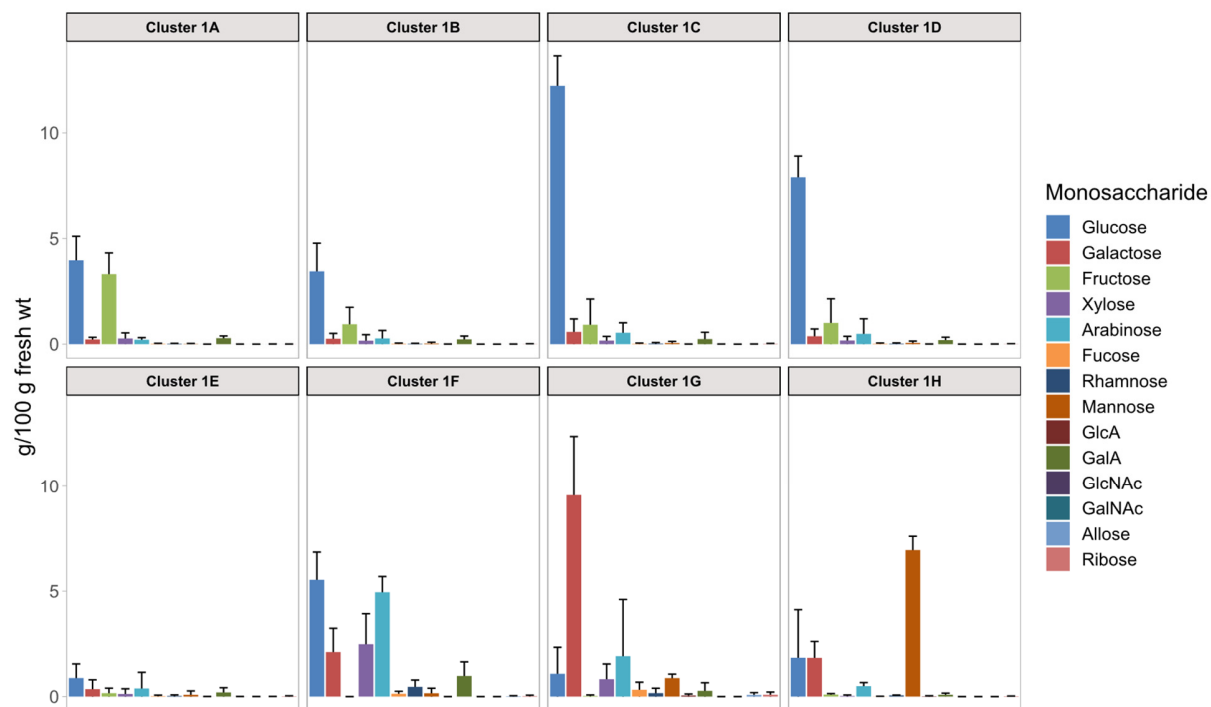 Cluster 1A
Cluster 1B
Cluster 1C
Cluster 1D
10
5
0
Cluster 1E
Cluster 1F
Cluster 1G
Cluster 1H
10
5
0
g/100 g fresh wt
Monosaccharide
Glucose
Galactose
Fructose
Xylose
Arabinose
Fucose
Rhamnose
Mannose
GlcA
GalA
GlcNAc
GalNAc
Allose
Ribose